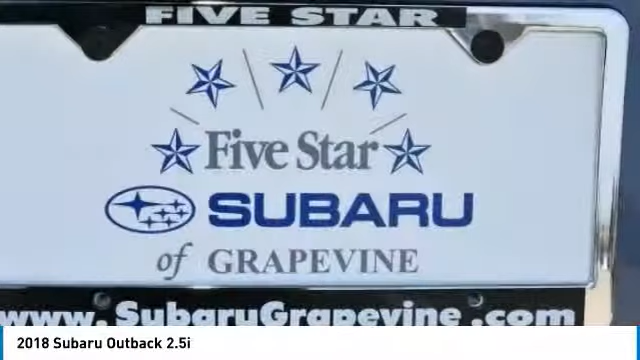 FIVE STAR
Five Star
SUBARU
of GRAPEVINE
www.SubaruGrapevine.com
2018 Subaru Outback 2.5i